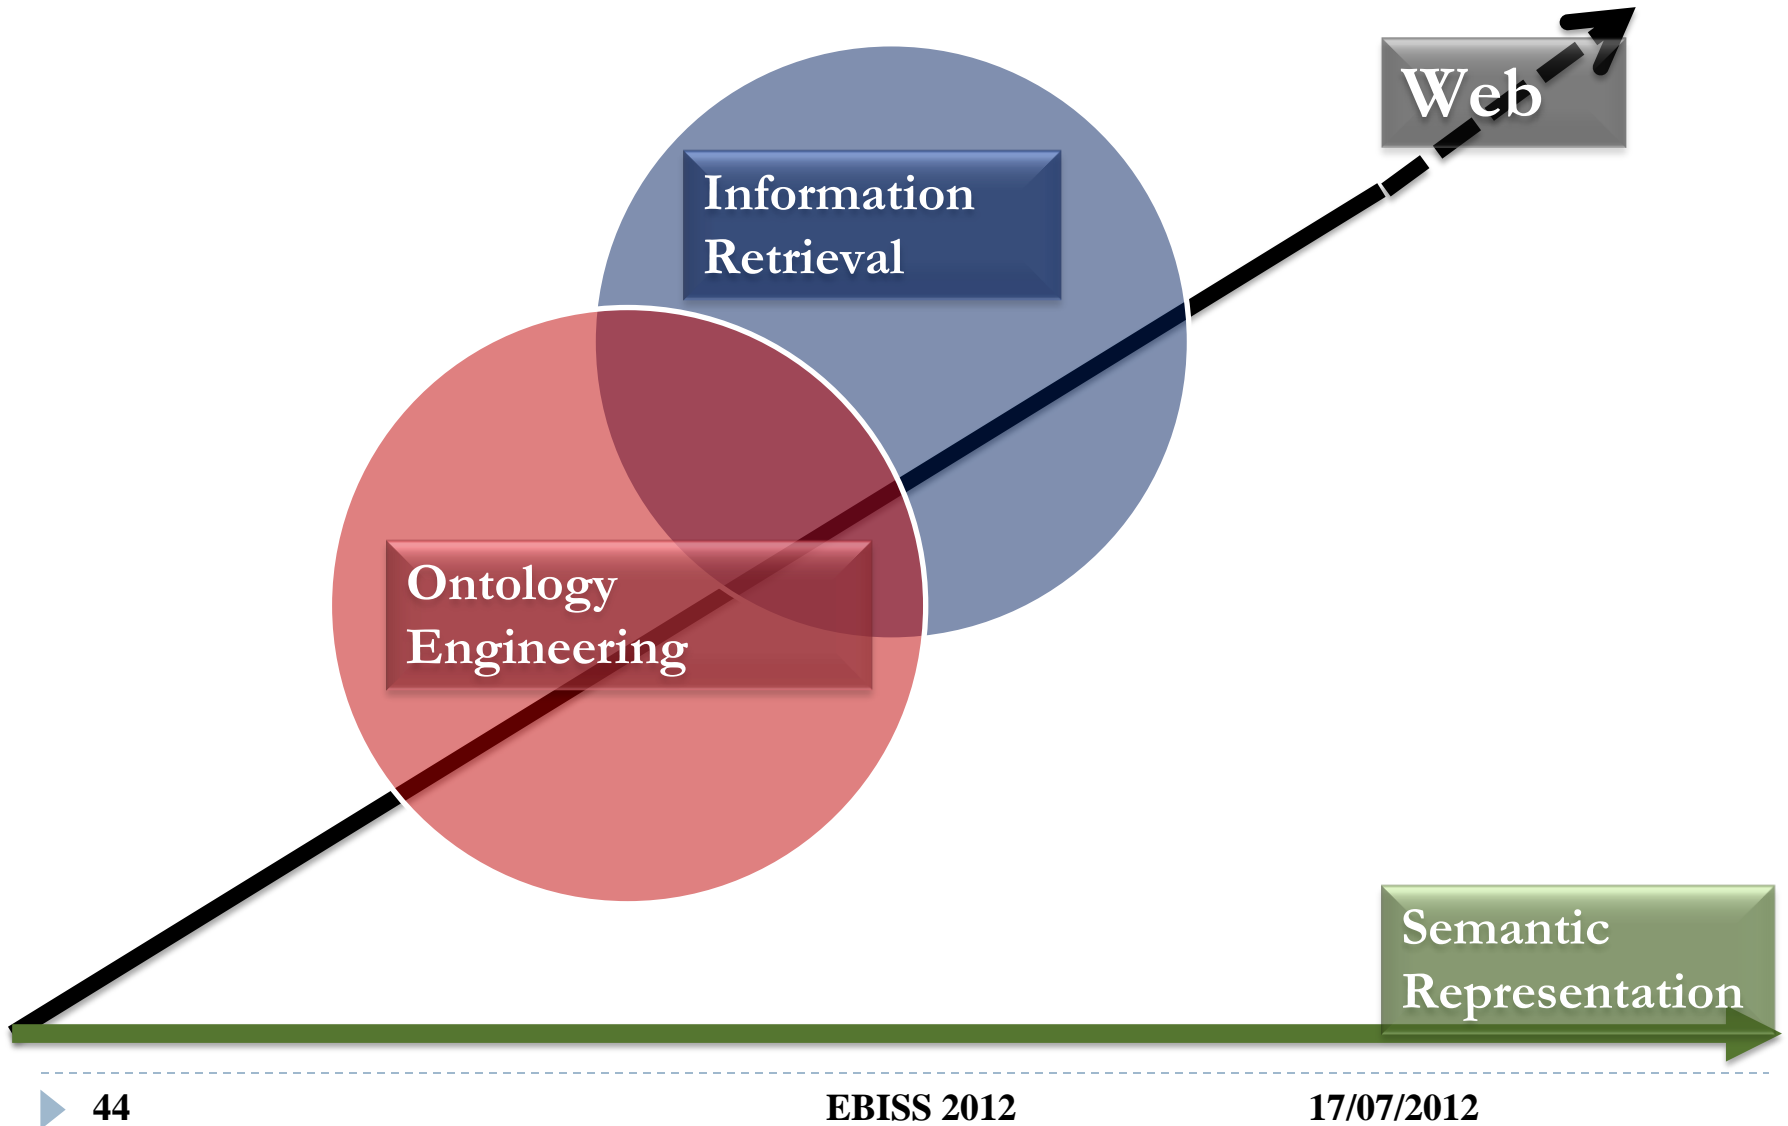 Web
Information
Retrieval
Ontology
Engineering
Semantic
Representation
44 EBISS 2012 17/07/2012